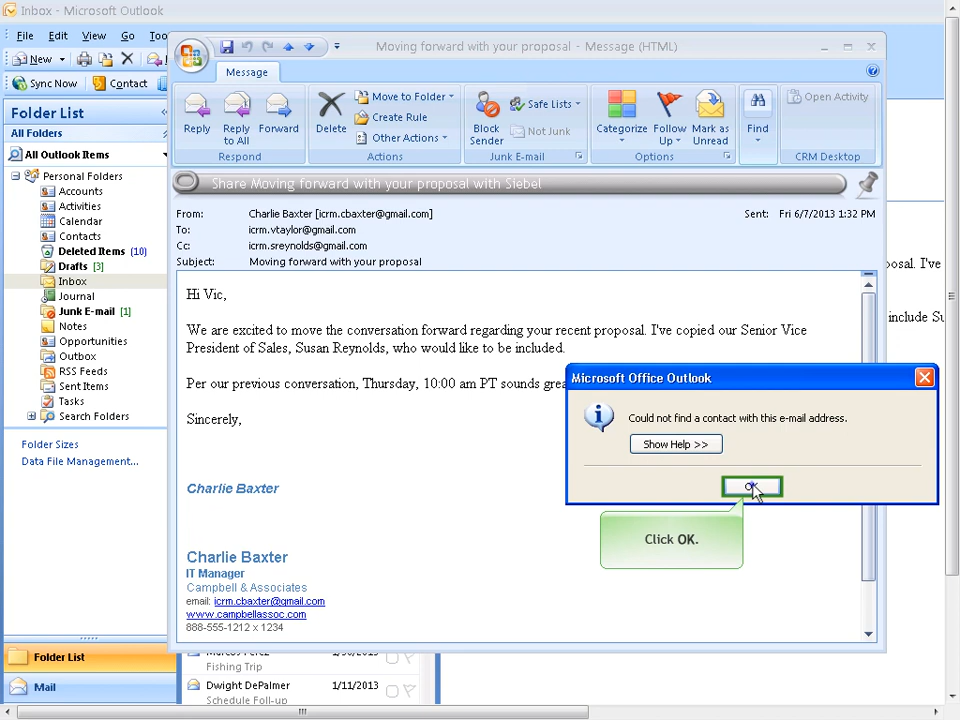 Inbox - Microsoft Outlook
File Edit View Go Too
New
Sync Now Contact
Folder List
All Folders
All Outlook Items
Personal Folders
Accounts
Activities
Calendar
Contacts
Deleted Items (10)
Drafts [3]
Inbox
Journal
Junk E-mail [1]
Notes
Opportunities
Outbox
RSS Feeds
Sent Items
Tasks
Search Folders
Folder Sizes
Data File Management...
Folder List
Mail
Moving forward with your proposal - Message (HTML)
Message
Reply
Reply to All
Forward
Respond
Delete
Move to Folder
Create Rule
Other Actions
Actions
Block Sender
Safe Lists
Not Junk
Junk E-mail
Categorize
Follow Up
Mark as Unread
Options
Find
Open Activity
CRM Desktop
Share Moving forward with your proposal with Siebel
From: Charlie Baxter [icrm.cbaxter@gmail.com] Sent: Fri 6/7/2013 1:32 PM
To: icrm.vtaylor@gmail.com
Cc: icrm.sreynolds@gmail.com
Subject: Moving forward with your proposal
Hi Vic,
We are excited to move the conversation forward regarding your recent proposal. I've copied our Senior Vice
President of Sales, Susan Reynolds, who would like to be included.
Per our previous conversation, Thursday, 10:00 am PT sounds grea
Sincerely,
Charlie Baxter
Charlie Baxter
IT Manager
Campbell & Associates
email: icrm.cbaxter@gmail.com
www.campbellassoc.com
888-555-1212 x 1234
osal. I've
include Su
Microsoft Office Outlook
Could not find a contact with this e-mail address.
Show Help >>
OK
Click OK.
Fishing Trip
Dwight DePalmer 1/11/2013
Schedule Foll-up